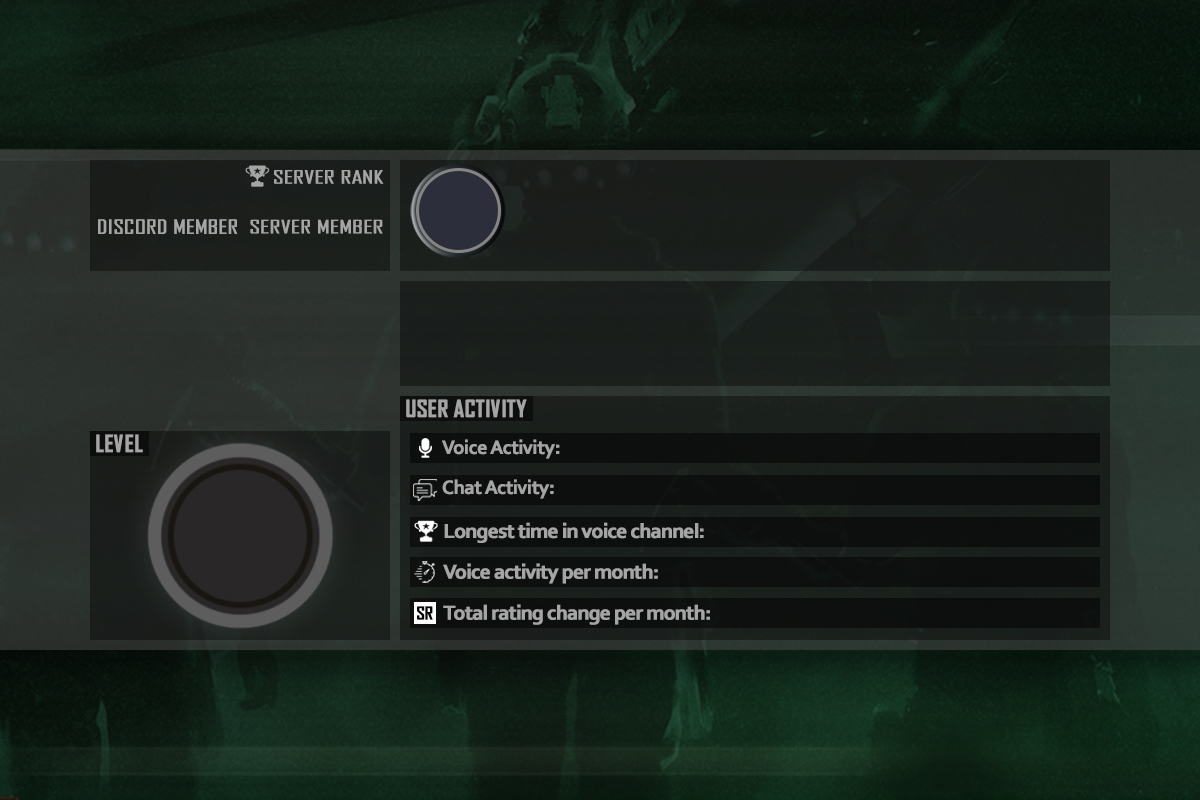 SERVER RANK
DISCORD MEMBER SERVER MEMBER
USER ACTIVITY
LEVEL
Voice Activity:
Chat Activity:
Longest time in voice channel:
Voice activity per month:
SR Total rating change per month: